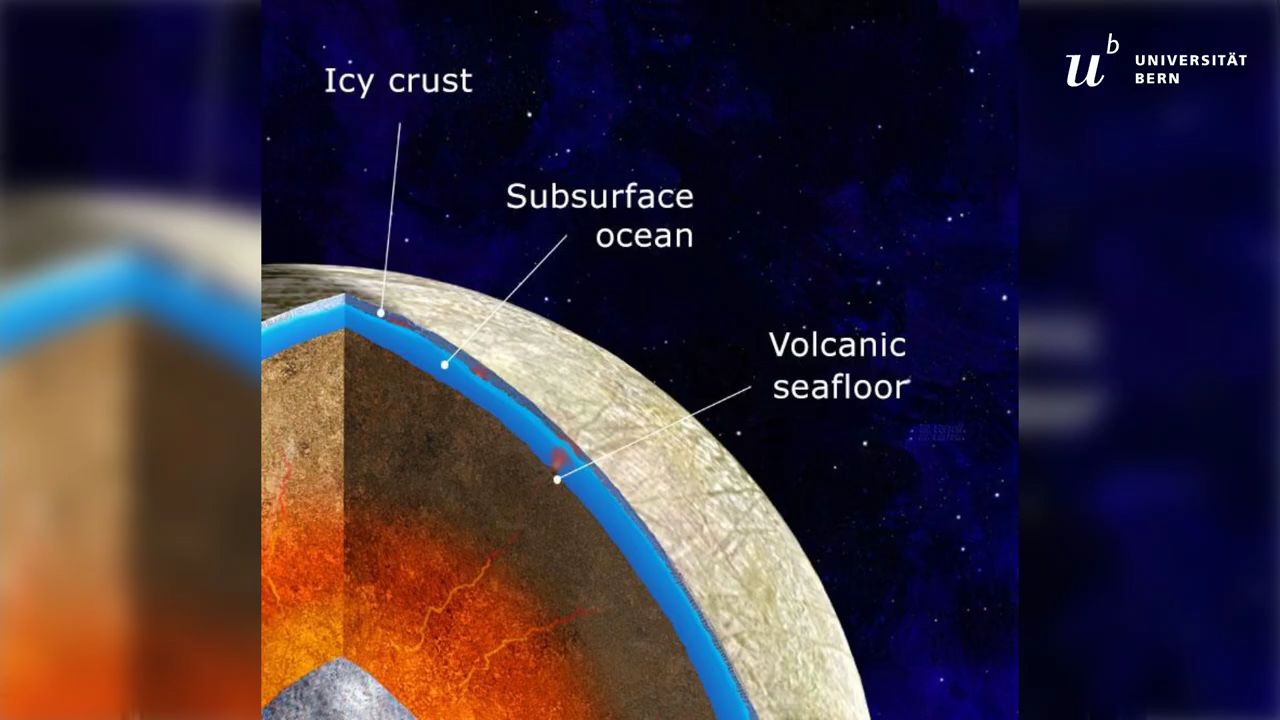 Icy crust
Subsurface
ocean
Volcanic
seafloor
u^b UNIVERSITÄT
BERN